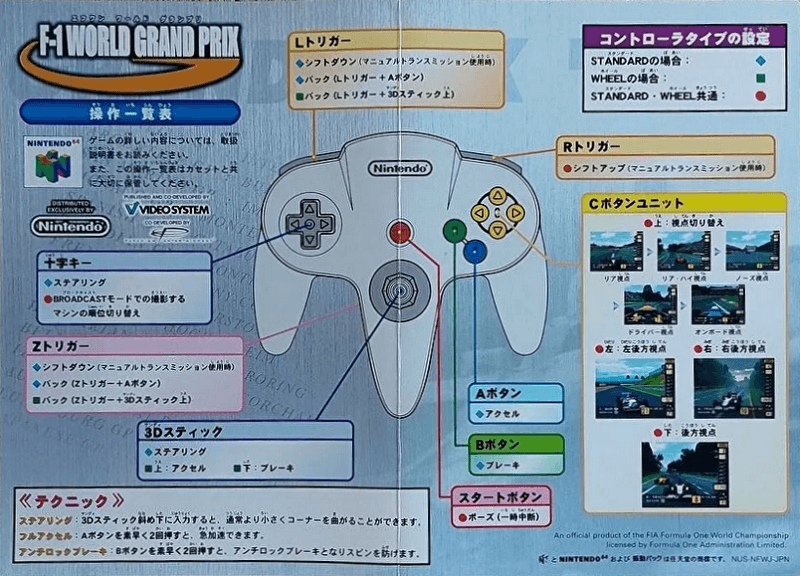 エフワン ワールド グランプリ
F-1 WORLD GRAND PRIX
操作一覧表
NINTENDO64
ゲームの詳しい内容については、取扱
説明書をお読みください。
また、この操作一覧表はカセットと共
に大切に保管してください。
DISTRIBUTED
EXCLUSIVELY BY
Nintendo
PUBLISHED AND CO-DEVELOPED BY
VIDEO SYSTEM
CO-DEVELOPED BY
Lトリガー
◆シフトダウン(マニュアルトランスミッション使用時)
◆バック(Lトリガー+Aボタン)
■バック(Lトリガー+3Dスティック上)
コントローラタイプの設定
STANDARDの場合: ◆
WHEELの場合: ■
STANDARD・WHEEL共通: ●
Nintendo
Rトリガー
●シフトアップ(マニュアルトランスミッション使用時)
Cボタンユニット
●上:視点切り替え
リア視点
リア・ハイ視点
ノーズ視点
ドライバー視点
オンボード視点
●左:左後方視点
●右:右後方視点
●下:後方視点
十字キー
◆ステアリング
●BROADCASTモードでの撮影する
マシンの順位切り替え
Zトリガー
◆シフトダウン(マニュアルトランスミッション使用時)
◆バック(Zトリガー+Aボタン)
■バック(Zトリガー+3Dスティック上)
3Dスティック
◆ステアリング
■上:アクセル ■下:ブレーキ
Aボタン
◆アクセル
Bボタン
◆ブレーキ
スタートボタン
●ポーズ(一時中断)
《テクニック》
ステアリング:3Dスティック斜め下に入力すると、通常より小さくコーナーを曲がることができます。
フルアクセル:Aボタンを素早く2回押すと、急加速できます。
アンチロックブレーキ:Bボタンを素早く2回押すと、アンチロックブレーキとなりスピンを防げます。
An official product of the FIA Formula One World Championship
licensed by Formula One Administration Limited.
とNINTENDO64 および 振動パックは任天堂の商標です。 NUS-NFWJ-JPN